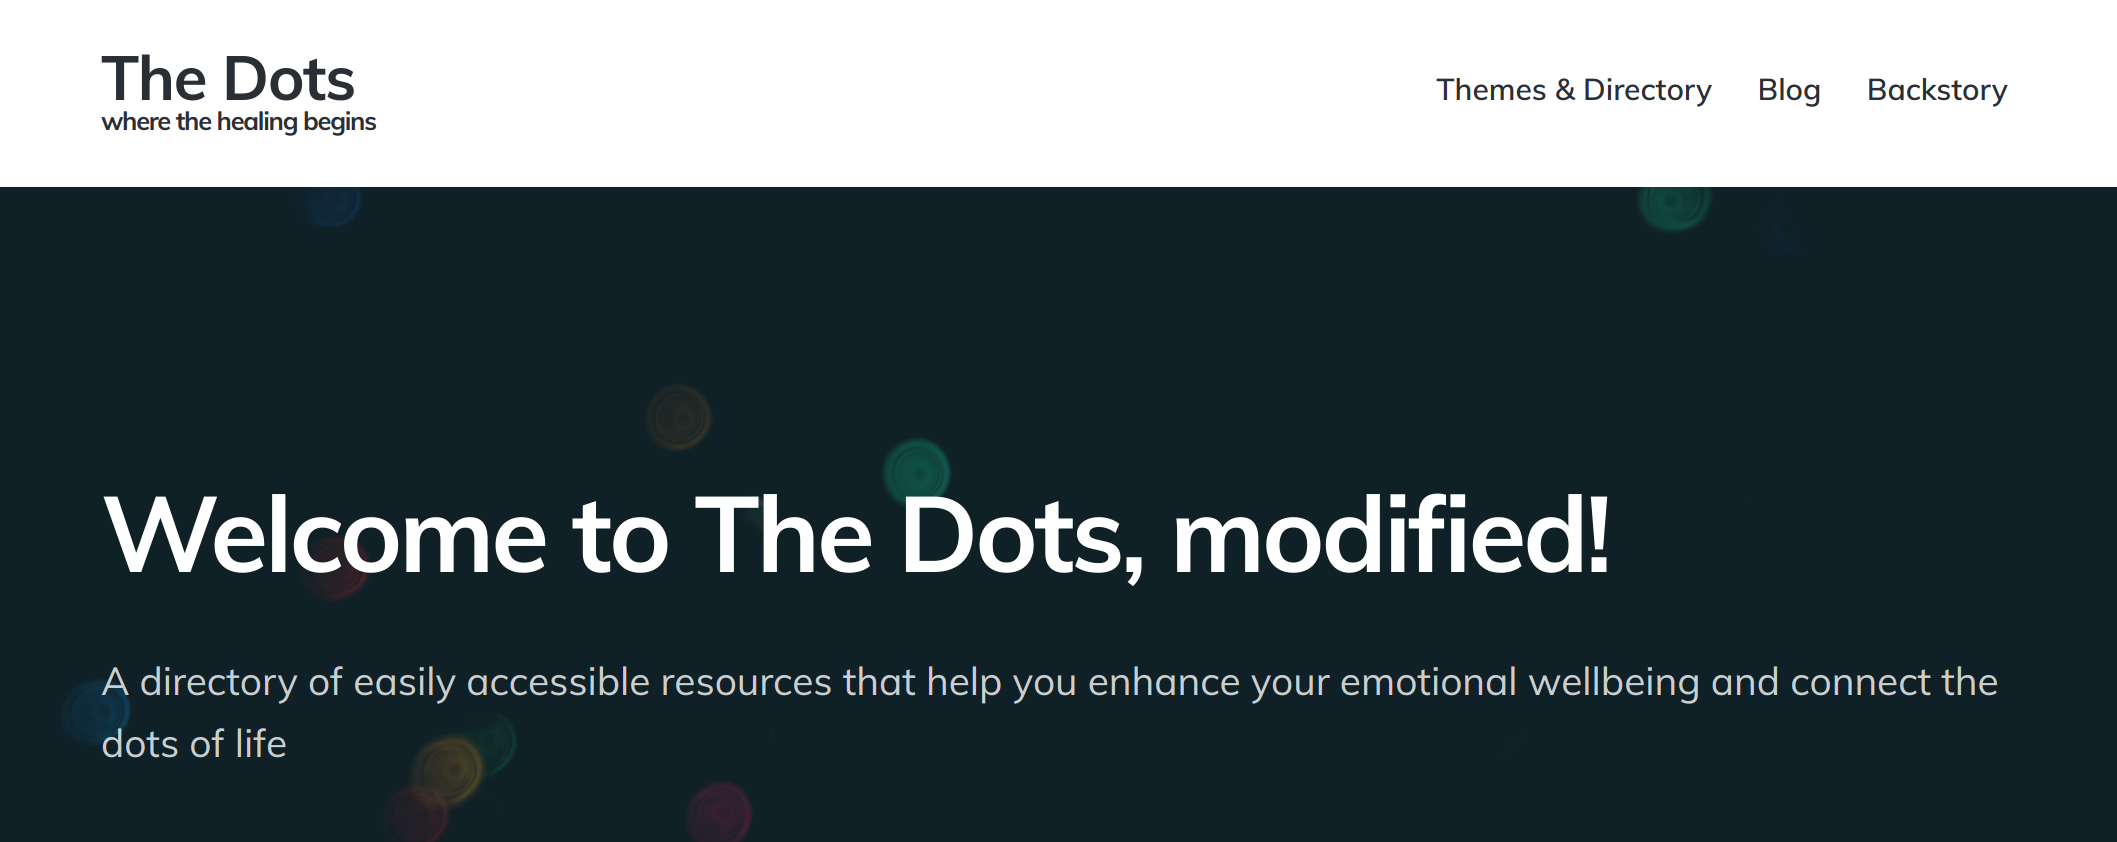 The Dots
where the healing begins
Themes & Directory Blog Backstory
Welcome to The Dots, modified!
A directory of easily accessible resources that help you enhance your emotional wellbeing and connect the
dots of life